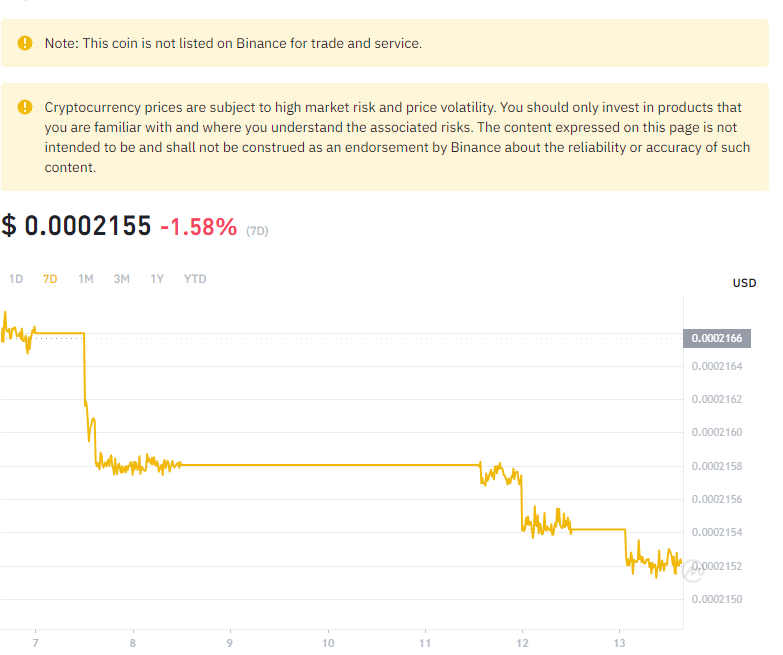 Note: This coin is not listed on Binance for trade and service.
Cryptocurrency prices are subject to high market risk and price volatility. You should only invest in products that
you are familiar with and where you understand the associated risks. The content expressed on this page is not
intended to be and shall not be construed as an endorsement by Binance about the reliability or accuracy of such
content.
$ 0.0002155 -1.58% (7D)
1D 7D 1M 3M 1Y YTD
USD
0.0002166
0.0002164
0.0002162
0.0002160
0.0002158
0.0002156
0.0002154
0.0002152
0.0002150
7 8 9 10 11 12 13